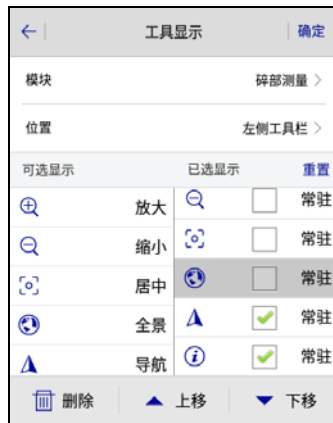 工具显示 确定
模块 碎部测量
位置 左侧工具栏
可选显示 已选显示 重置
放大 常驻
缩小 常驻
居中 常驻
全景 常驻
导航 常驻
删除 上移 下移